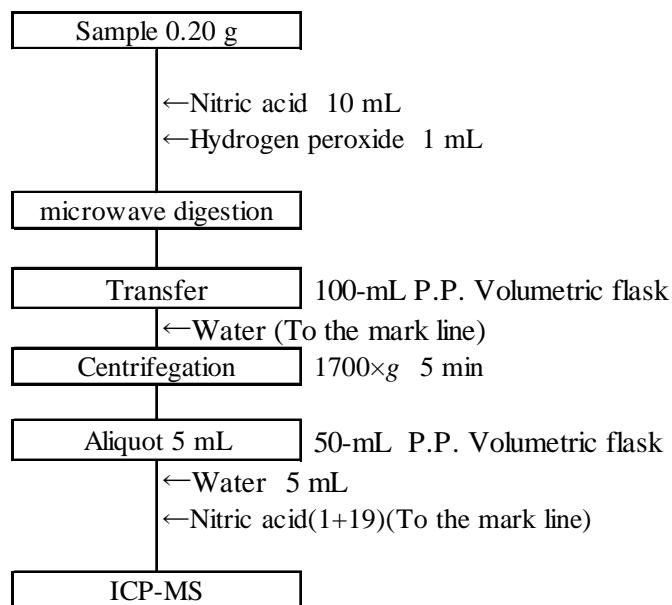 Sample 0.20 g
←Nitric acid 10 mL
←Hydrogen peroxide 1 mL
microwave digestion
Transfer 100-mL P.P. Volumetric flask
←Water (To the mark line)
Centrifegation 1700×g 5 min
Aliquot 5 mL 50-mL P.P. Volumetric flask
←Water 5 mL
←Nitric acid(1+19)(To the mark line)
ICP-MS